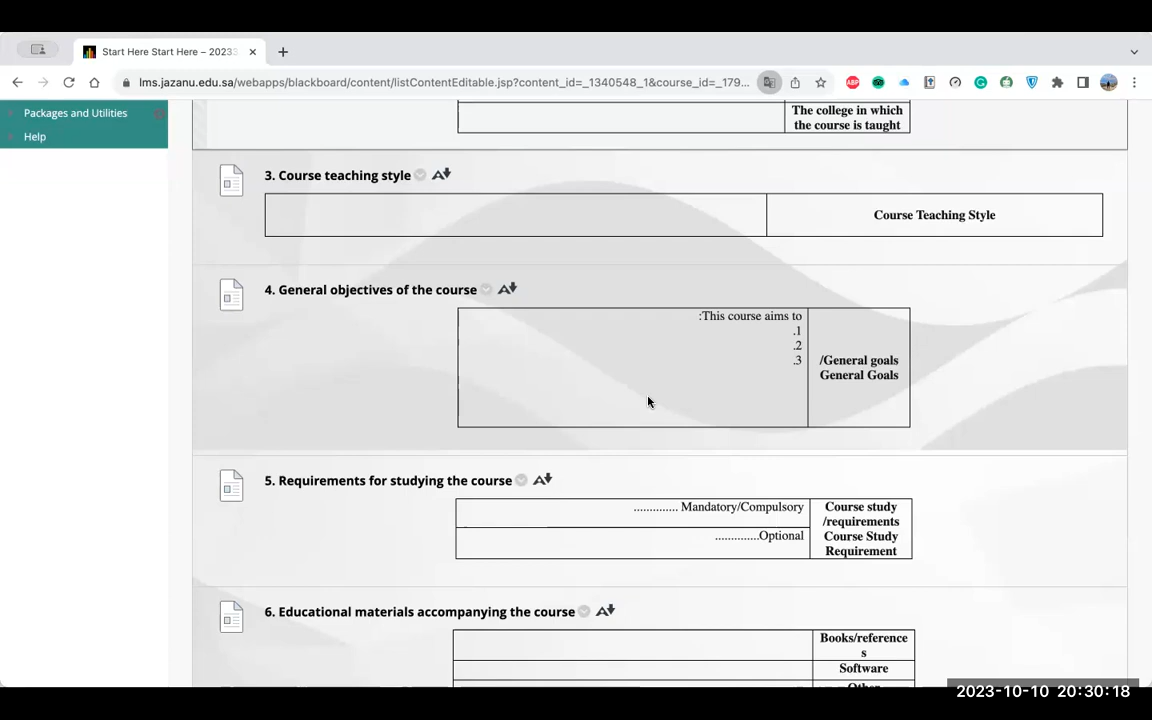 Start Here Start Here – 2023S
lms.jazanu.edu.sa/webapps/blackboard/content/listContentEditable.jsp?content_id=_1340548_1&course_id=_179...
ABP
Packages and Utilities
Help
The college in which
the course is taught
3. Course teaching style
Course Teaching Style
4. General objectives of the course
:This course aims to
.1
.2
.3
/General goals
General Goals
5. Requirements for studying the course
.............. Mandatory/Compulsory
..............Optional
Course study
/requirements
Course Study
Requirement
6. Educational materials accompanying the course
Books/reference
s
Software
Other
2023-10-10 20:30:18